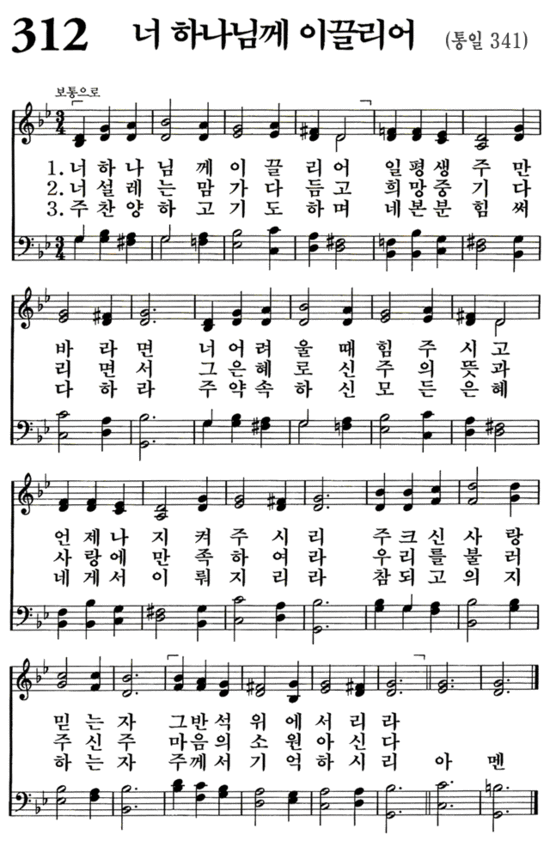 312 너 하나님께 이끌리어 (통일 341)
보통으로
1. 너 하 나 님 께 이 끌 리 어 일 평 생 주 만
2. 너 설 레 는 맘 가 다 듬 고 희 망 중 기 다
3. 주 찬 양 하 고 기 도 하 며 네 본 분 힘 써
바 라 면 너 어 려 울 때 힘 주 시 고
리 면 서 그 은 혜 로 신 주 의 뜻 과
다 하 라 주 약 속 하 신 모 든 은 혜
언 제 나 지 켜 주 시 리 주 크 신 사 랑
사 랑 에 만 족 하 여 라 우 리 를 불 러
네 게 서 이 뤄 지 리 라 참 되 고 의 지
믿 는 자 그 반 석 위 에 서 리 라
주 신 주 마 음 의 소 원 아 신 다
하 는 자 주 께 서 기 억 하 시 리 아 멘